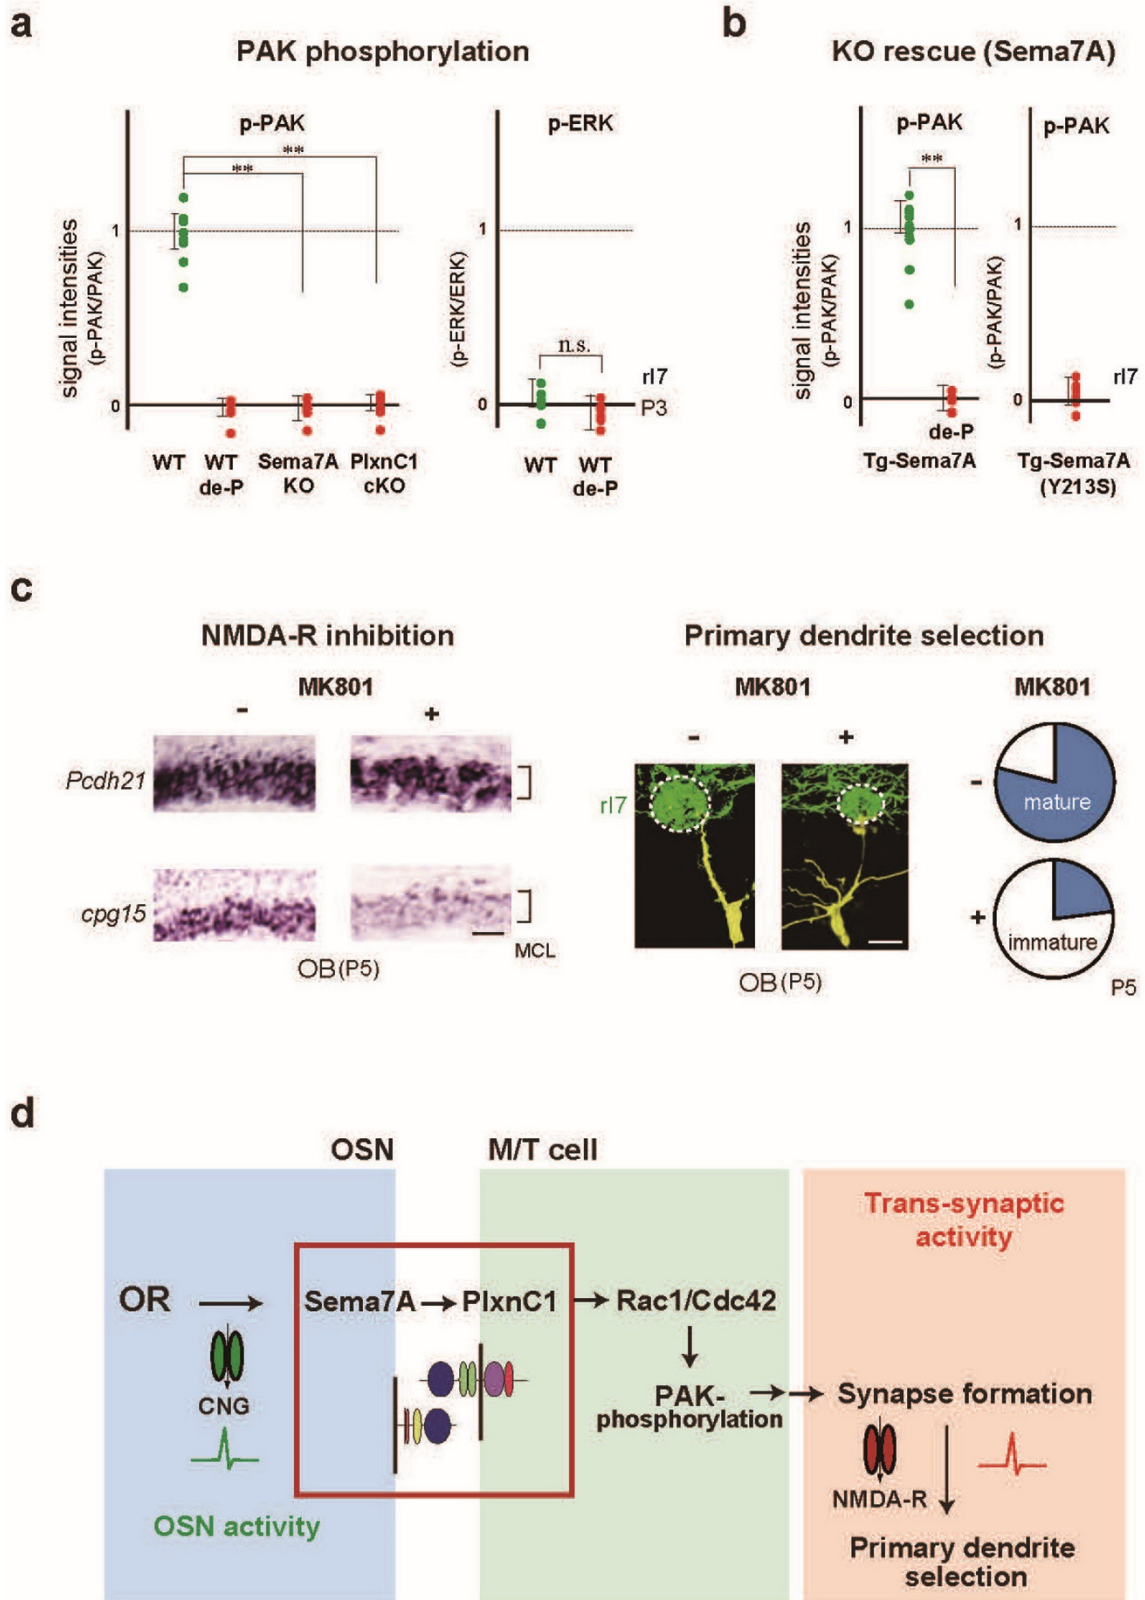 a
PAK phosphorylation
p-PAK
**
**
signal intensities
(p-PAK/PAK)
1
0
WT
WT
de-P
Sema7A
KO
PlxnC1
cKO
p-ERK
(p-ERK/ERK)
1
0
n.s.
rI7
P3
WT
WT
de-P
b
KO rescue (Sema7A)
p-PAK
**
signal intensities
(p-PAK/PAK)
1
0
de-P
Tg-Sema7A
p-PAK
(p-PAK/PAK)
1
0
rI7
Tg-Sema7A
(Y213S)
c
NMDA-R inhibition
MK801
- +
Pcdh21
cpg15
MCL
OB (P5)
Primary dendrite selection
MK801
- +
rI7
OB (P5)
MK801
-
mature
+
immature
P5
d
OSN
M/T cell
Trans-synaptic
activity
OR
Sema7A
PlxnC1
Rac1/Cdc42
CNG
PAK-
phosphorylation
Synapse formation
NMDA-R
OSN activity
Primary dendrite
selection